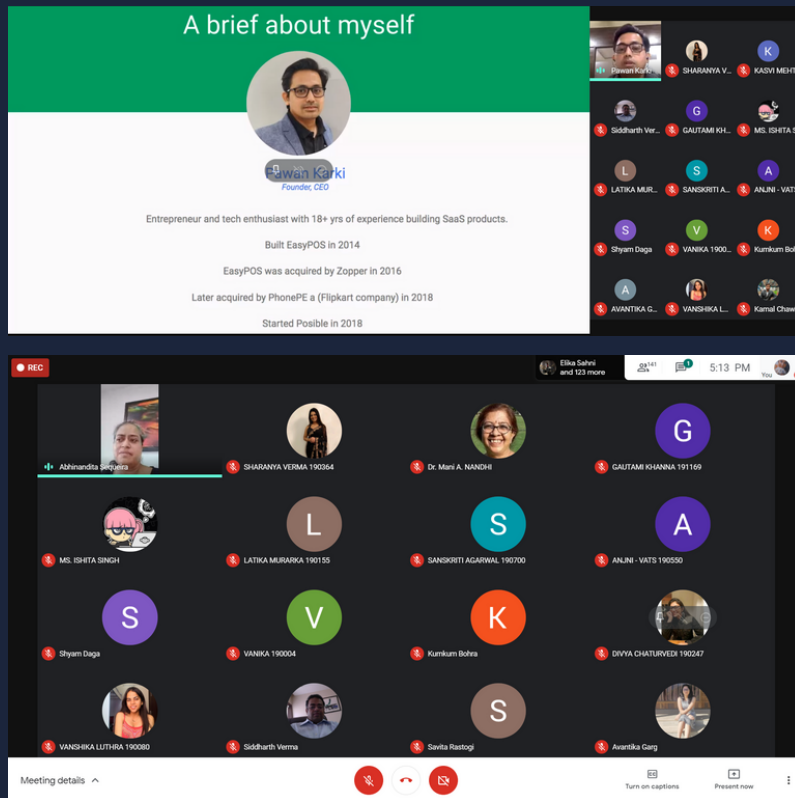 A brief about myself
Pawan Karki
Founder, CEO
Entrepreneur and tech enthusiast with 18+ yrs of experience building SaaS products.
Built EasyPOS in 2014
EasyPOS was acquired by Zopper in 2016
Later acquired by PhonePE a (Flipkart company) in 2018
Started Posible in 2018
Pawan Karki
SHARANYA V...
K
KASVI MEHT
Siddharth Ver...
G
GAUTAMI KH...
MS. ISHITA S
L
LATIKA MUR...
S
SANSKRITI A...
A
ANJNI - VAT
S
Shyam Daga
V
VANIKA 1900...
K
Kumkum Boh
A
AVANTIKA G...
VANSHIKA L...
Kamal Chaw
REC
Elika Sahni
and 123 more
141
1
5:13 PM
You
Abhinandita Sequeira
SHARANYA VERMA 190364
Dr. Mani A. NANDHI
G
GAUTAMI KHANNA 191169
MS. ISHITA SINGH
L
LATIKA MURARKA 190155
S
SANSKRITI AGARWAL 190700
A
ANJNI - VATS 190550
S
Shyam Daga
V
VANIKA 190004
K
Kumkum Bohra
DIVYA CHATURVEDI 190247
VANSHIKA LUTHRA 190080
Siddharth Verma
S
Savita Rastogi
Avantika Garg
Meeting details
CC
Turn on captions
Present now